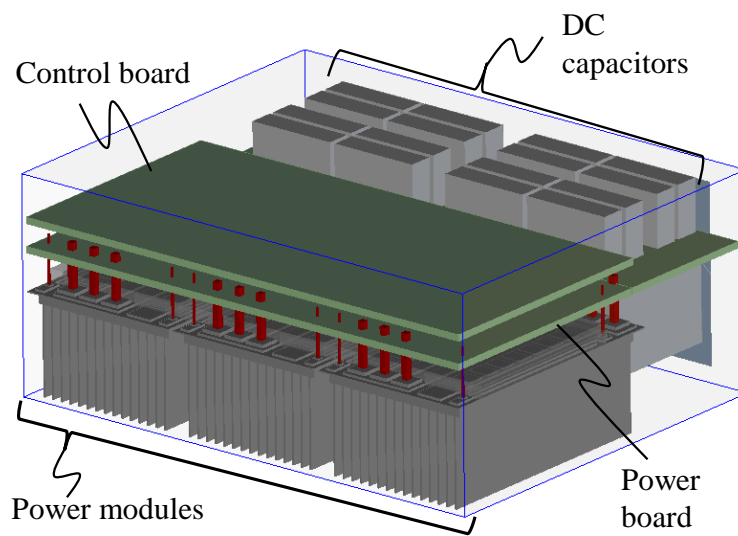 DC
capacitors
Control board
Power modules
Power
board